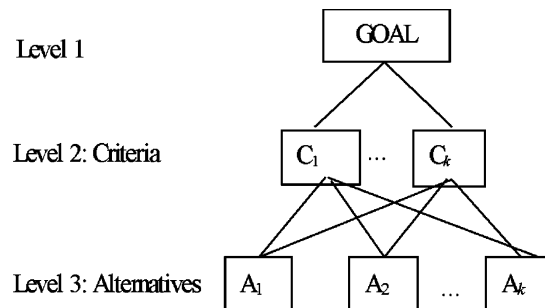 Level 1
GOAL
Level 2: Criteria
C1 ... Ck
Level 3: Alternatives
A1 A2 ... Ak